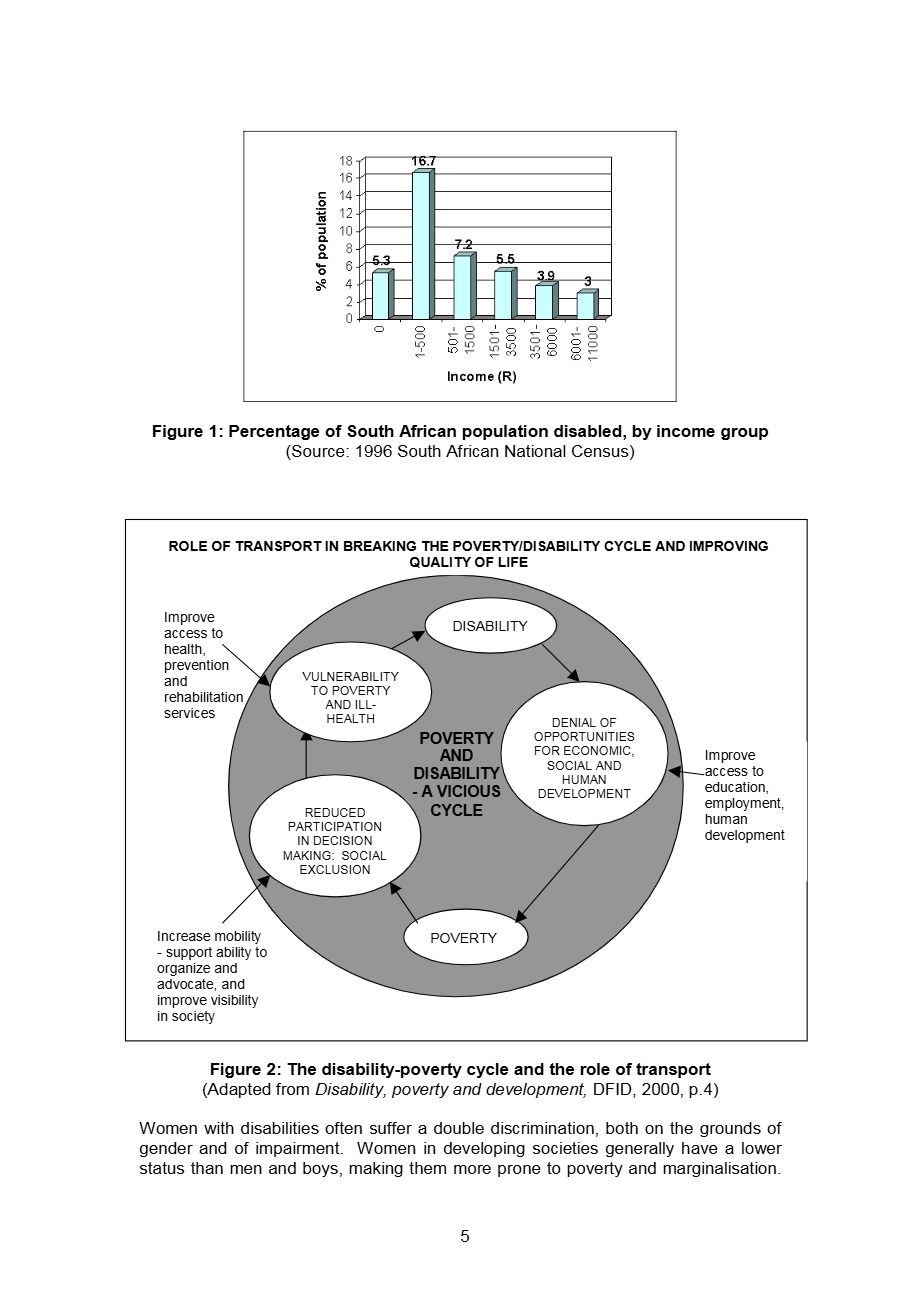 18
16
14
12
10
8
6
4
2
0
% of population
16.7
7.2
5.3
5.5
3.9
3
0
1-500
501-
1500
1501-
3500
3501-
6000
6001-
11000
Income (R)
Figure 1: Percentage of South African population disabled, by income group
(Source: 1996 South African National Census)
ROLE OF TRANSPORT IN BREAKING THE POVERTY/DISABILITY CYCLE AND IMPROVING
QUALITY OF LIFE
Improve
access to
health,
prevention
and
rehabilitation
services
DISABILITY
VULNERABILITY
TO POVERTY
AND ILL-
HEALTH
DENIAL OF
OPPORTUNITIES
FOR ECONOMIC,
SOCIAL AND
HUMAN
DEVELOPMENT
POVERTY
AND
DISABILITY
- A VICIOUS
CYCLE
Improve
access to
education,
employment,
human
development
REDUCED
PARTICIPATION
IN DECISION
MAKING: SOCIAL
EXCLUSION
POVERTY
Increase mobility
- support ability to
organize and
advocate, and
improve visibility
in society
Figure 2: The disability-poverty cycle and the role of transport
(Adapted from Disability, poverty and development, DFID, 2000, p.4)
Women with disabilities often suffer a double discrimination, both on the grounds of
gender and of impairment. Women in developing societies generally have a lower
status than men and boys, making them more prone to poverty and marginalisation.
5